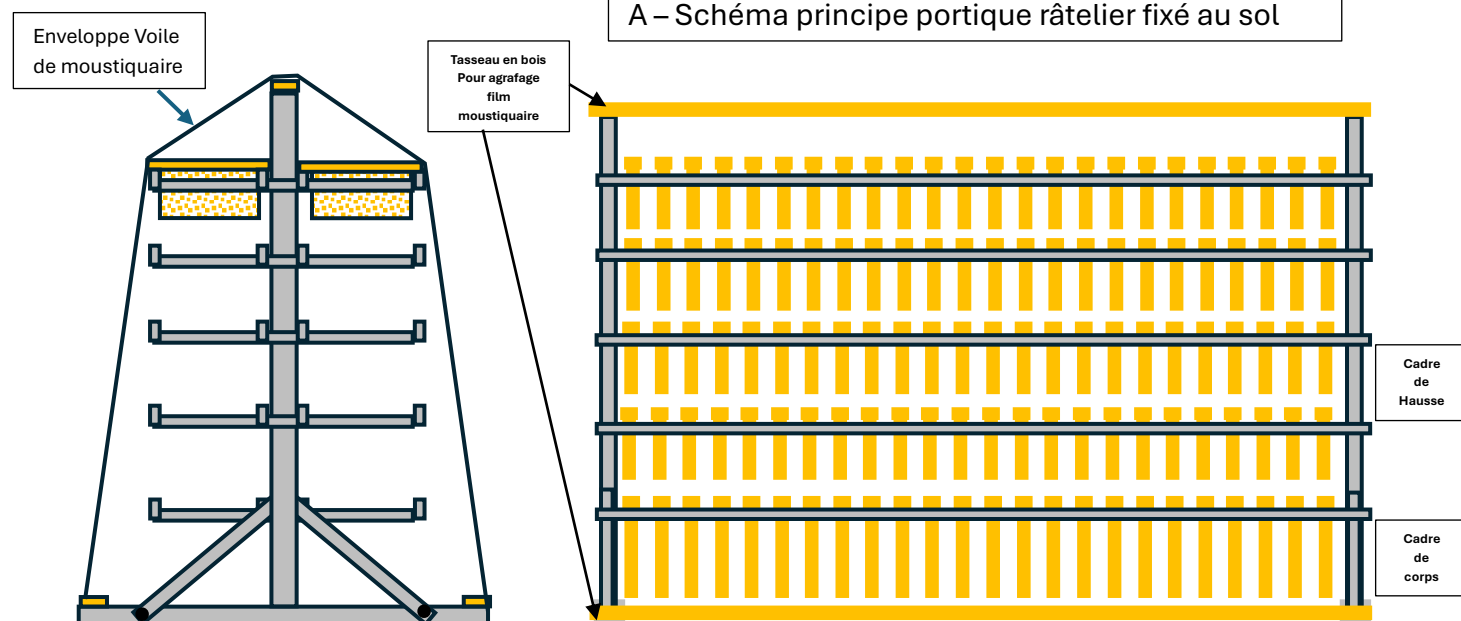 A – Schéma principe portique râtelier fixé au sol
Enveloppe Voile
de moustiquaire
Tasseau en bois
Pour agrafage
film
moustiquaire
Cadre
de
Hausse
Cadre
de
corps